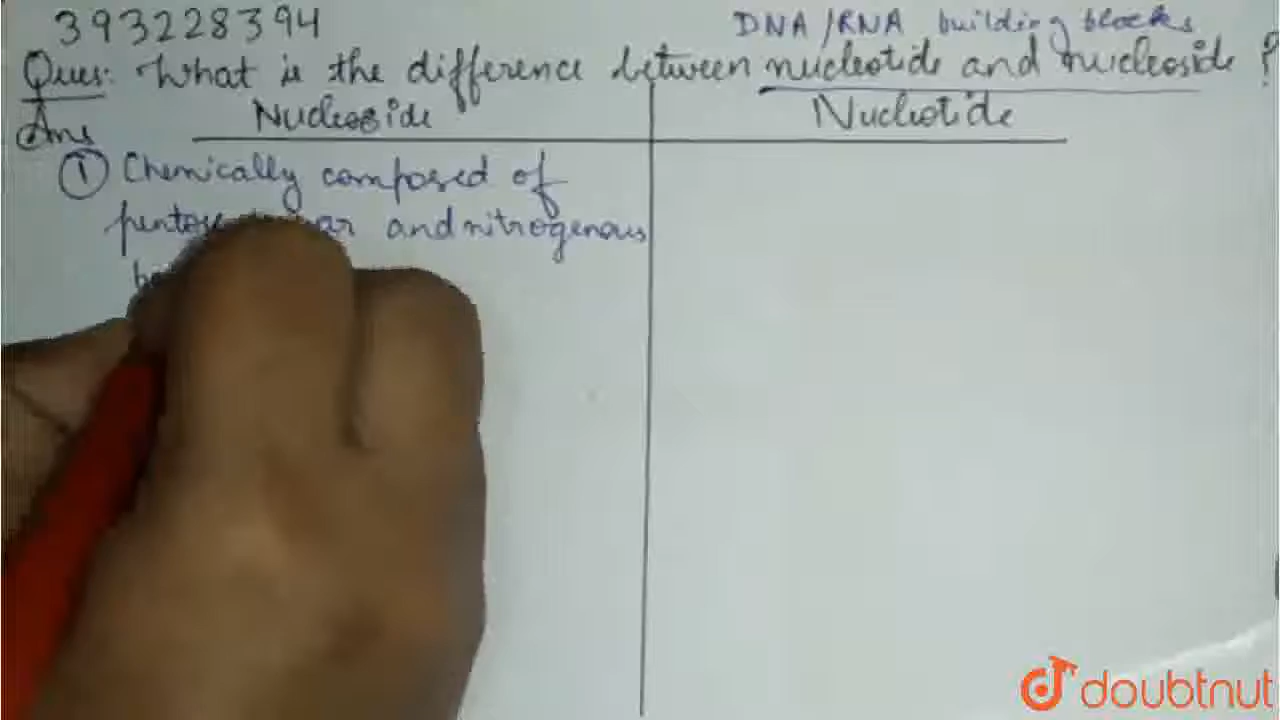 393228394
DNA/RNA building blocks
Ques: What is the difference between nucleotide and nucleoside ?
Ans
Nucleoside
Nucleotide
① Chemically composed of
and nitrogenous
doubtnut